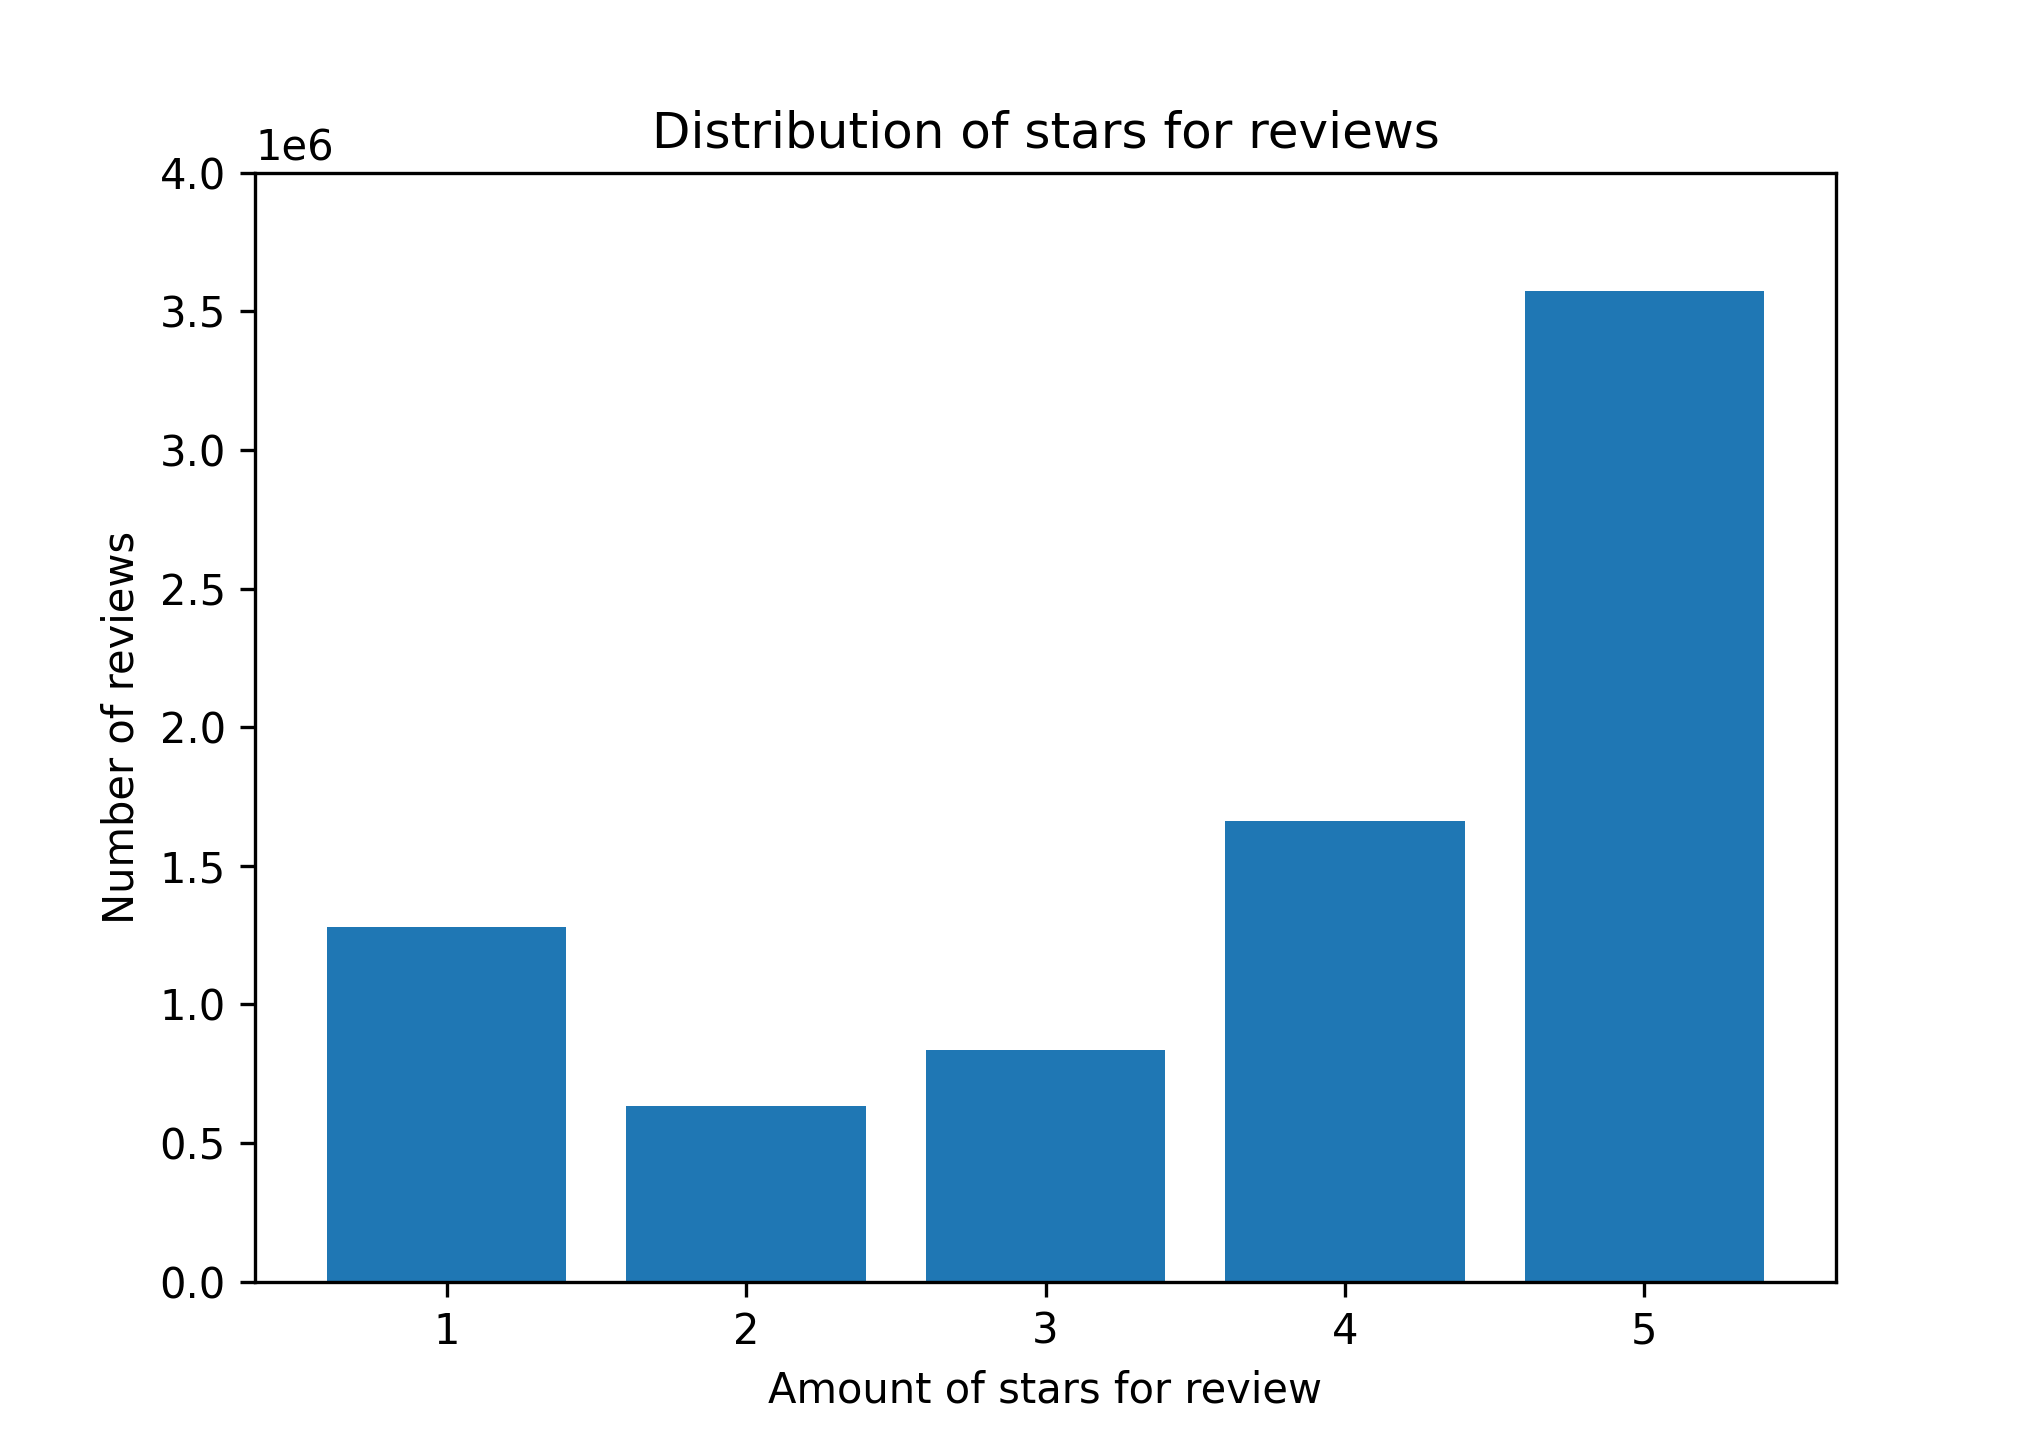 Distribution of stars for reviews
1e6
4.0
3.5
3.0
2.5
2.0
1.5
1.0
0.5
0.0
Number of reviews
1 2 3 4 5
Amount of stars for review